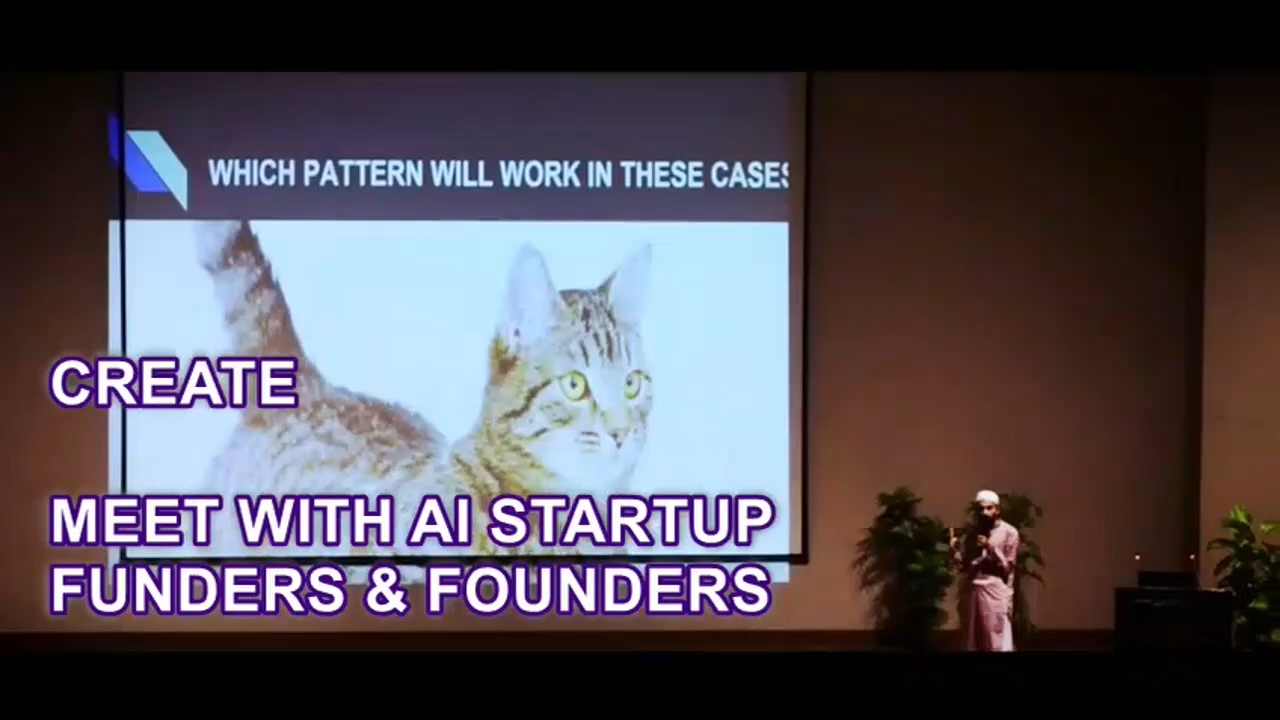 WHICH PATTERN WILL WORK IN THESE CASES
CREATE
MEET WITH AI STARTUP
FUNDERS & FOUNDERS